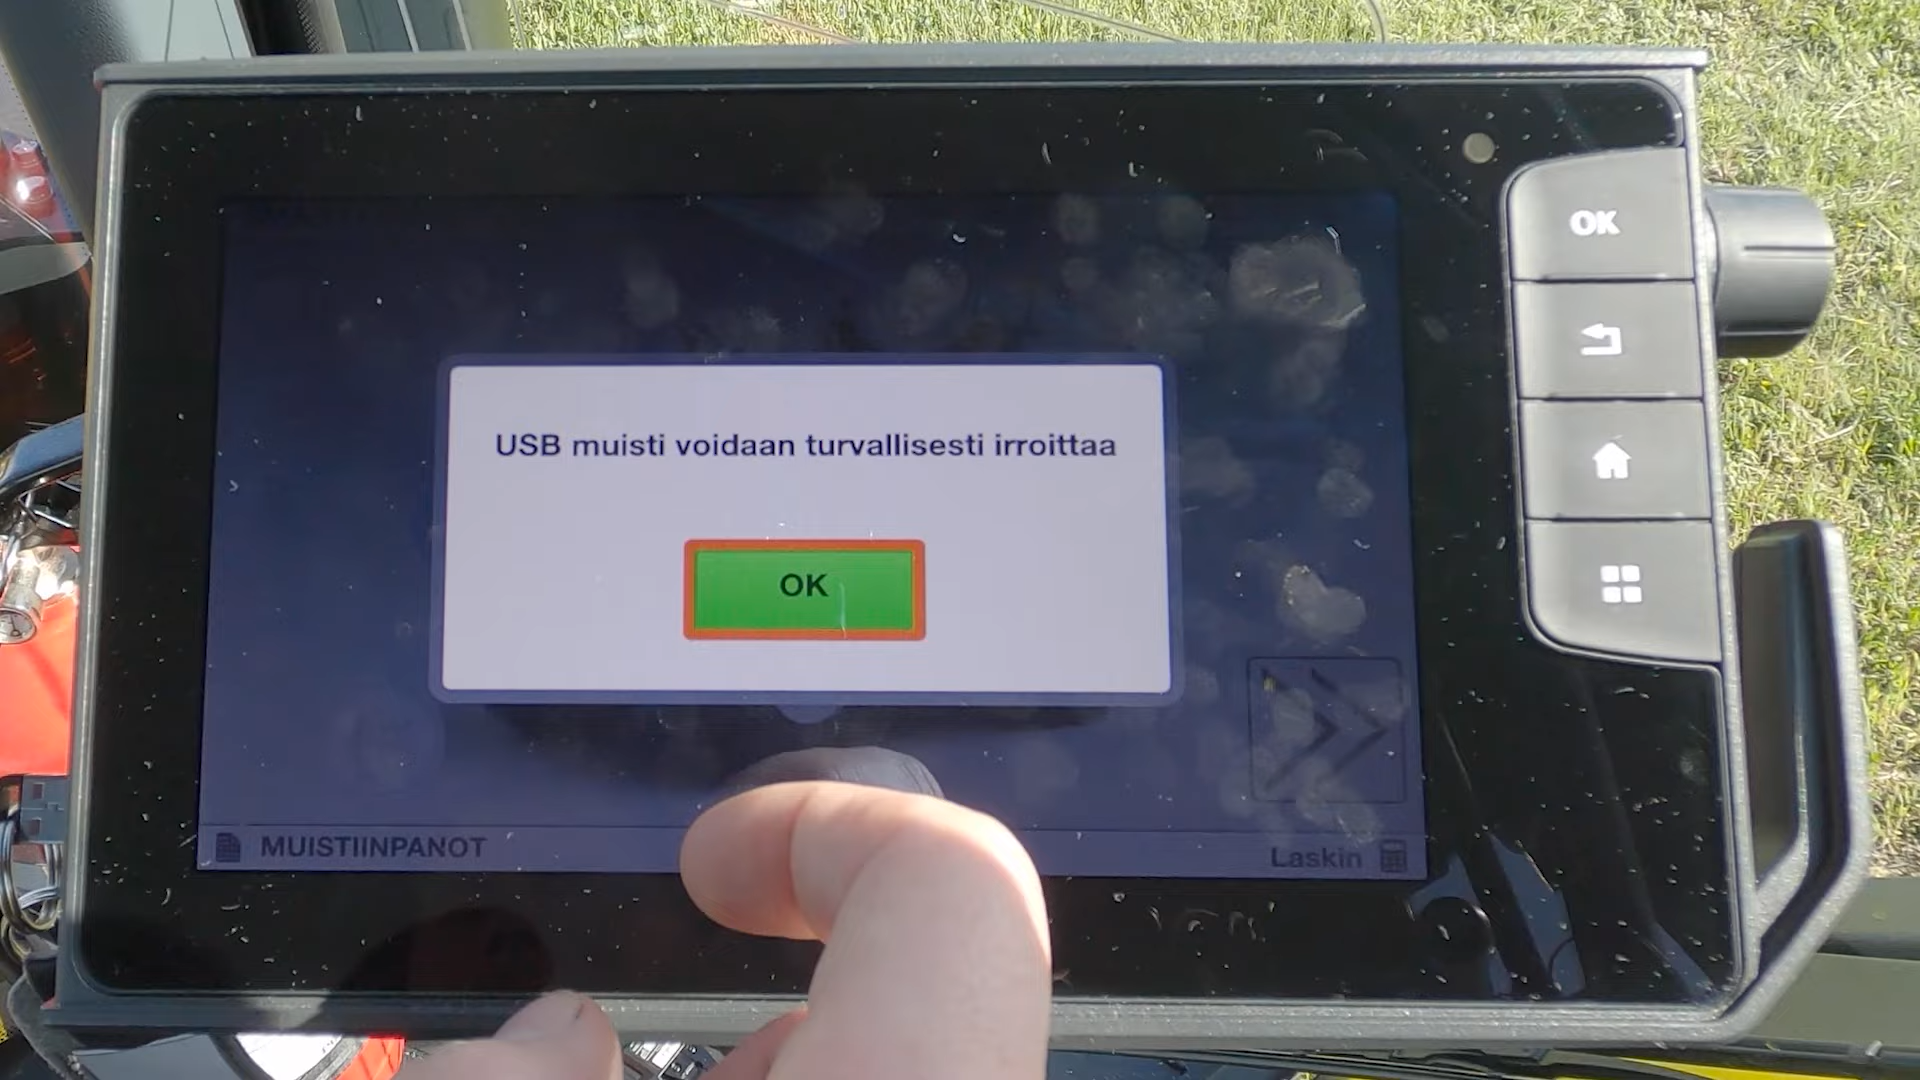 USB muisti voidaan turvallisesti irroittaa
OK
MUISTIINPANOT
Laskin
OK